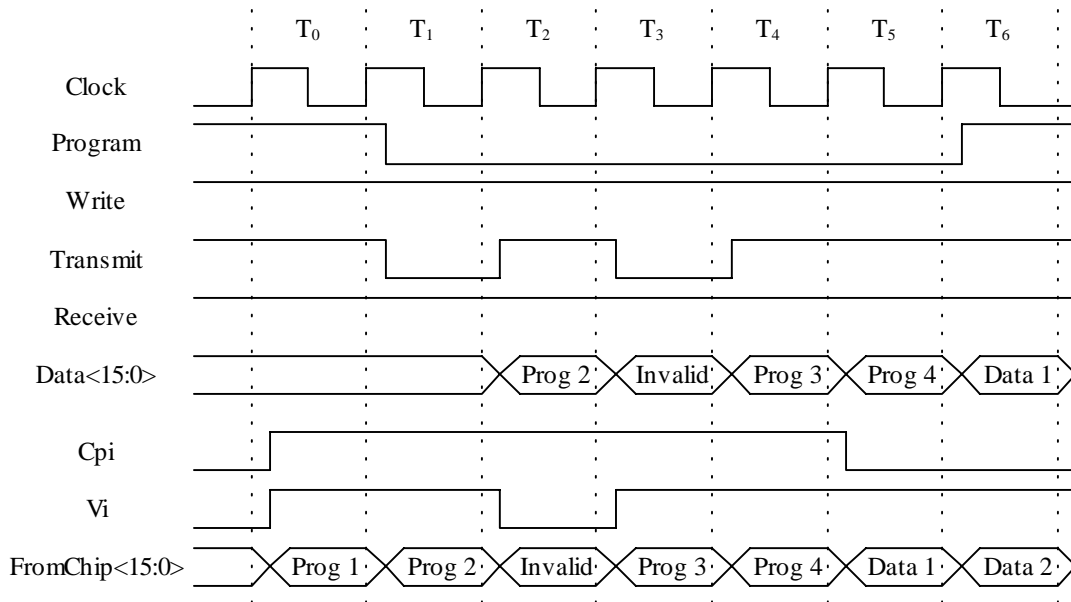 T0 T1 T2 T3 T4 T5 T6
Clock
Program
Write
Transmit
Receive
Data<15:0> Prog 2 Invalid Prog 3 Prog 4 Data 1
Cpi
Vi
FromChip<15:0> Prog 1 Prog 2 Invalid Prog 3 Prog 4 Data 1 Data 2